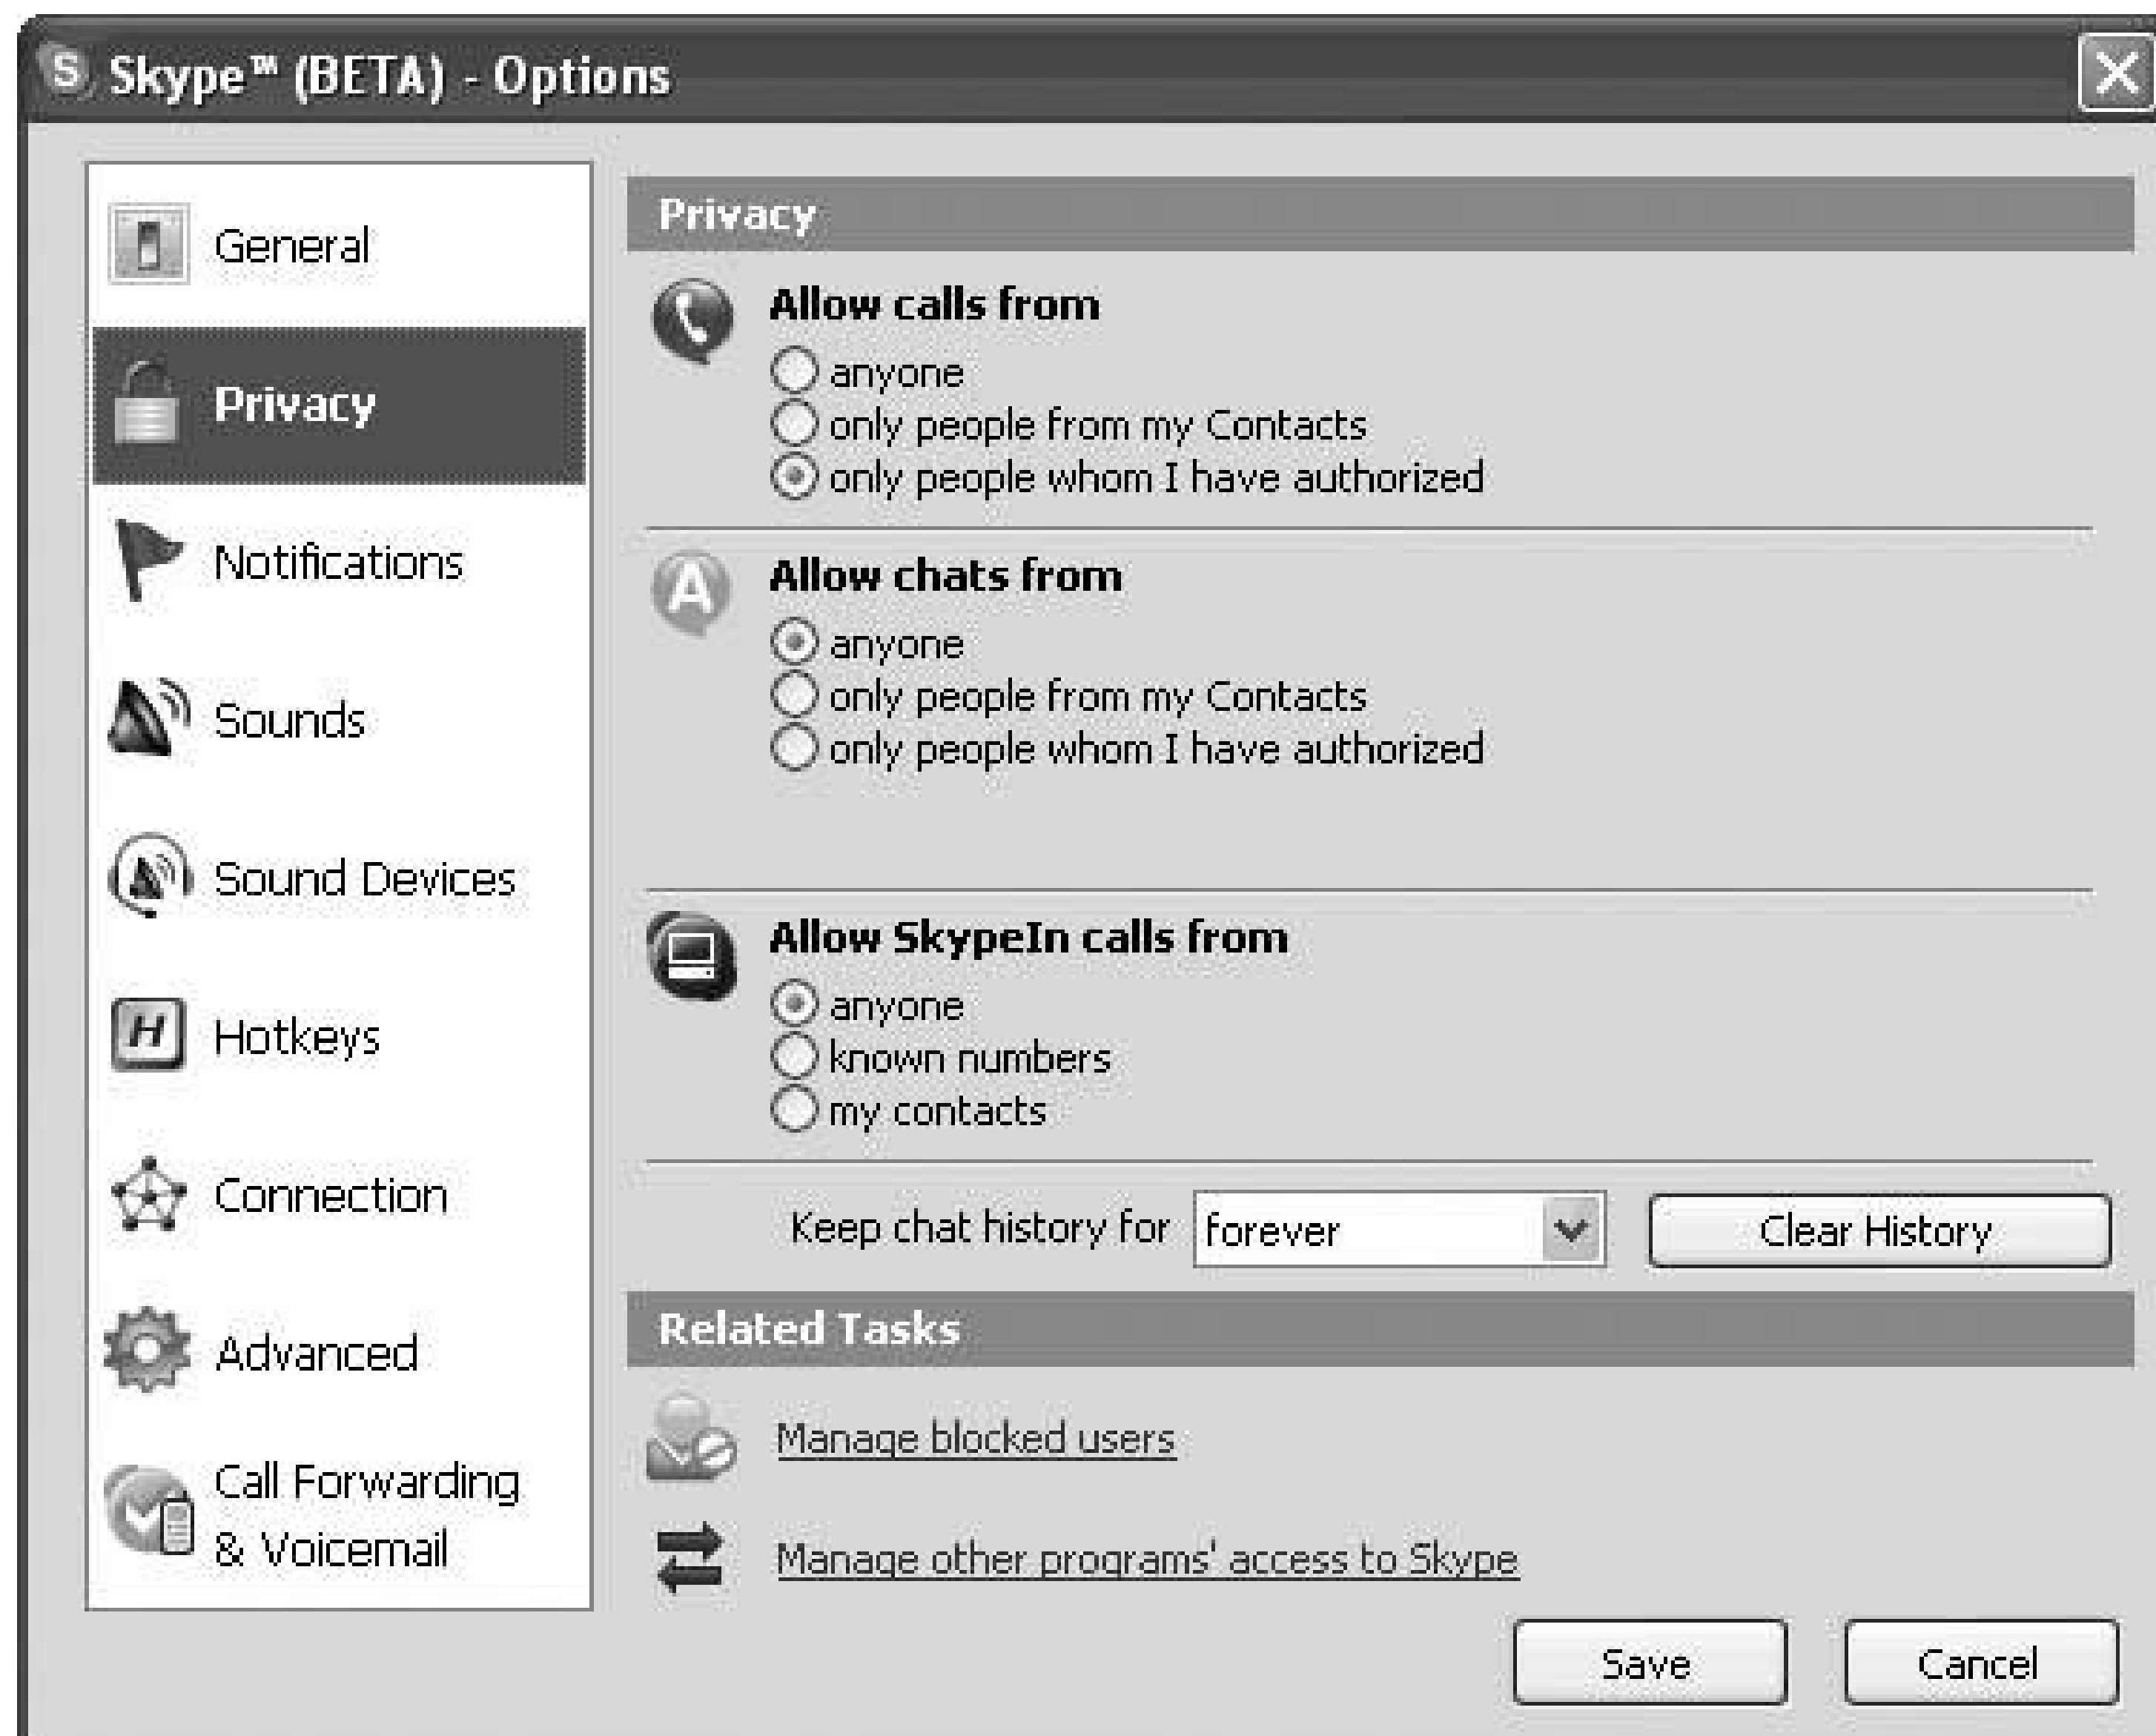 S Skype™ (BETA) - Options
General
Privacy
Notifications
Sounds
Sound Devices
H Hotkeys
Connection
Advanced
Call Forwarding
& Voicemail
Privacy
Allow calls from
anyone
only people from my Contacts
only people whom I have authorized
A Allow chats from
anyone
only people from my Contacts
only people whom I have authorized
Allow SkypeIn calls from
anyone
known numbers
my contacts
Keep chat history for forever Clear History
Related Tasks
Manage blocked users
Manage other programs' access to Skype
Save Cancel